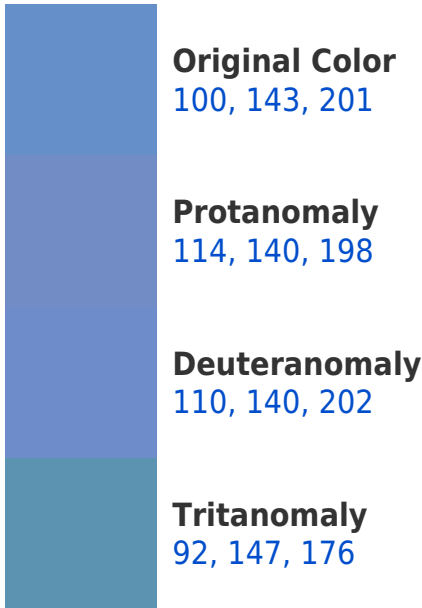 Original Color
100, 143, 201
Protanomaly
114, 140, 198
Deuteranomaly
110, 140, 202
Tritanomaly
92, 147, 176